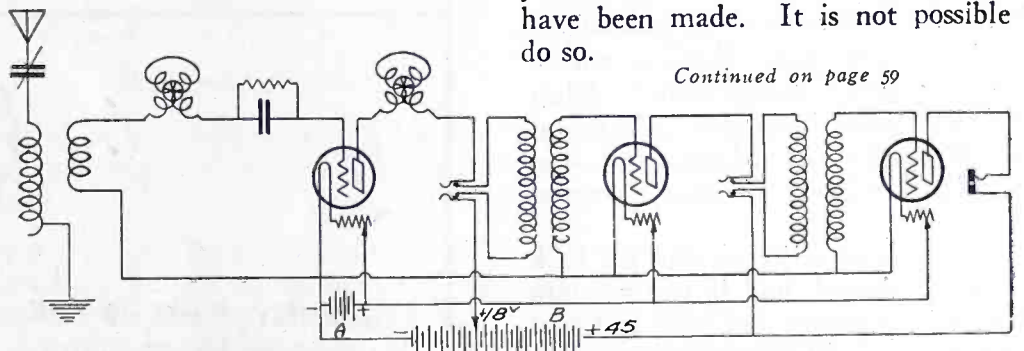 have been made. It is not possible
do so.
Continued on page 59
- +
A
- +18v B +45